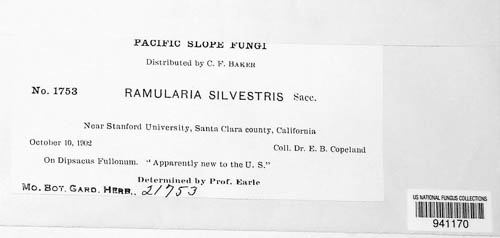 PACIFIC SLOPE FUNGI
Distributed by C. F. BAKER
No. 1753 RAMULARIA SILVESTRIS Sacc.
Near Stanford University, Santa Clara county, California
October 10, 1902 Coll. Dr. E. B. Copeland
On Dipsacus Fullonum. "Apparently new to the U. S."
Determined by Prof. Earle
MO. BOT. GARD. HERB. 21753
US NATIONAL FUNGUS COLLECTIONS
941170